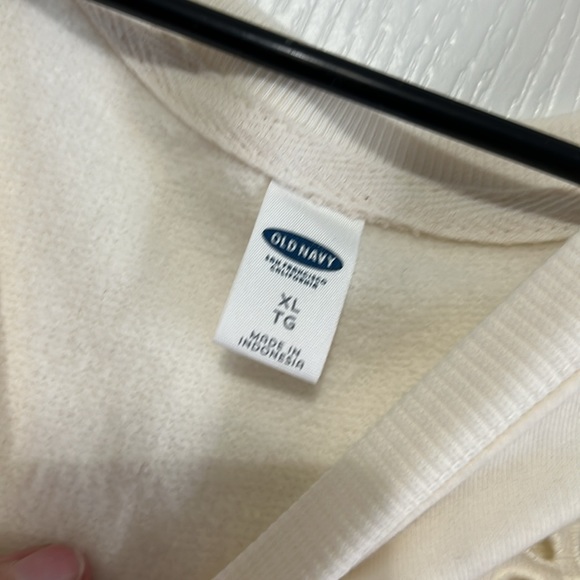 OLD NAVY
SAN FRANCISCO
CALIFORNIA
XL
TG
MADE IN
INDONESIA